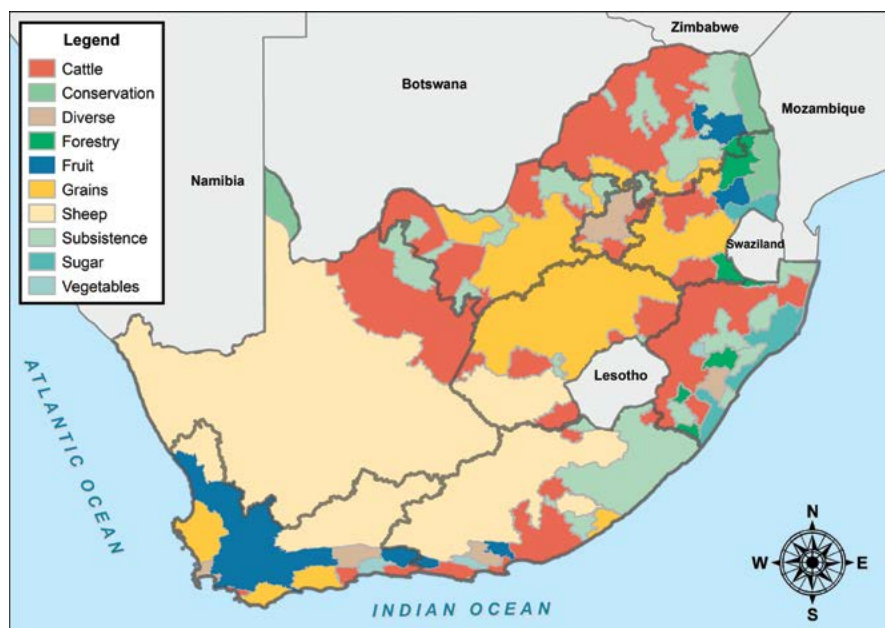 Legend
Cattle
Conservation
Diverse
Forestry
Fruit
Grains
Sheep
Subsistence
Sugar
Vegetables
Zimbabwe
Botswana
Mozambique
Namibia
Swaziland
Lesotho
ATLANTIC OCEAN
INDIAN OCEAN
N
W E
S